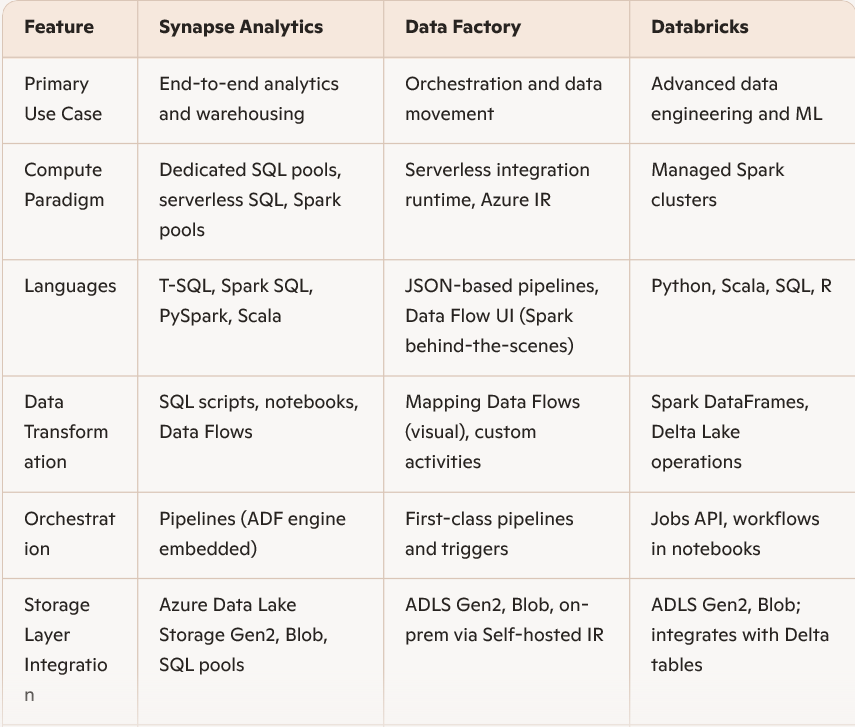 Feature
Synapse Analytics
Data Factory
Databricks
Primary
Use Case
End-to-end analytics
and warehousing
Orchestration and data
movement
Advanced data
engineering and ML
Compute
Paradigm
Dedicated SQL pools,
serverless SQL, Spark
pools
Serverless integration
runtime, Azure IR
Managed Spark
clusters
Languages
T-SQL, Spark SQL,
PySpark, Scala
JSON-based pipelines,
Data Flow UI (Spark
behind-the-scenes)
Python, Scala, SQL, R
Data
Transform
ation
SQL scripts, notebooks,
Data Flows
Mapping Data Flows
(visual), custom
activities
Spark DataFrames,
Delta Lake
operations
Orchestrat
ion
Pipelines (ADF engine
embedded)
First-class pipelines
and triggers
Jobs API, workflows
in notebooks
Storage
Layer
Integratio
n
Azure Data Lake
Storage Gen2, Blob,
SQL pools
ADLS Gen2, Blob, on-
prem via Self-hosted IR
ADLS Gen2, Blob;
integrates with Delta
tables